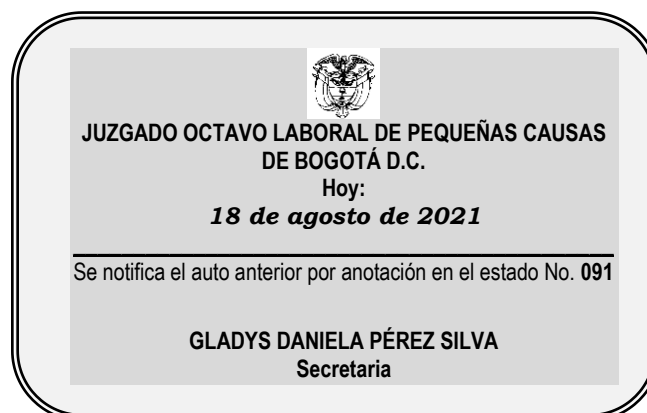 JUZGADO OCTAVO LABORAL DE PEQUEÑAS CAUSAS
DE BOGOTÁ D.C.
Hoy:
18 de agosto de 2021
Se notifica el auto anterior por anotación en el estado No. 091
GLADYS DANIELA PÉREZ SILVA
Secretaria